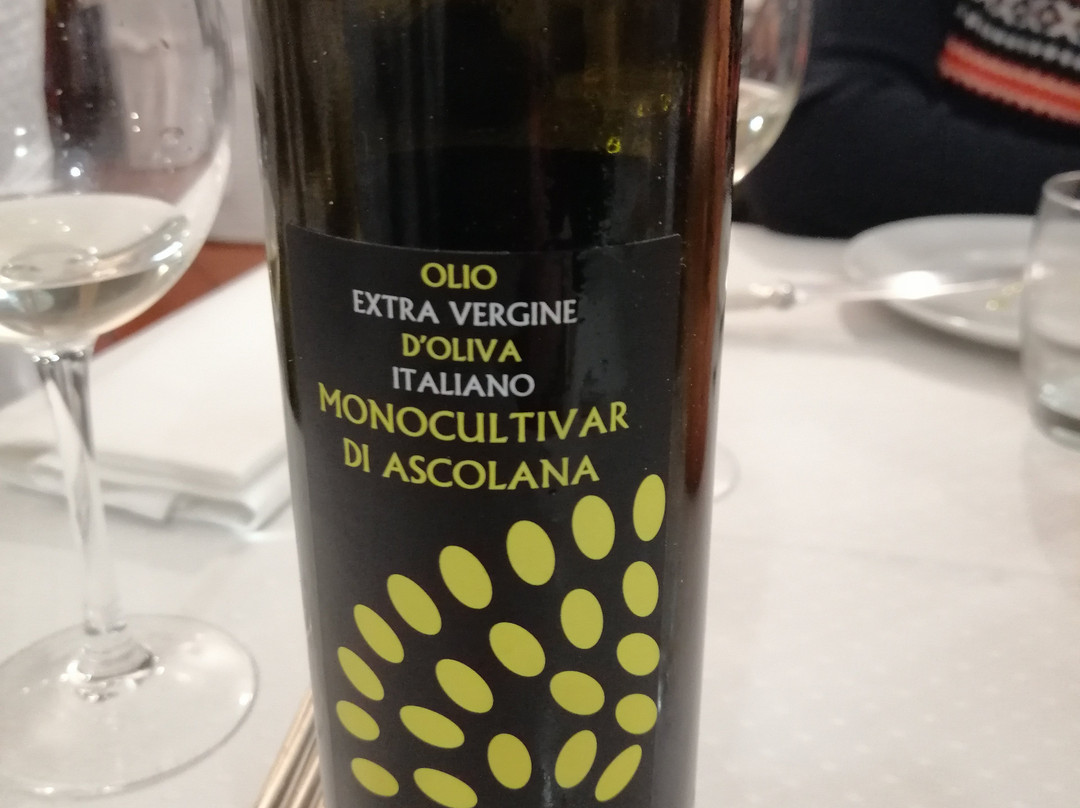 OLIO
EXTRA VERGINE
D'OLIVA
ITALIANO
MONOCULTIVAR
DI ASCOLANA